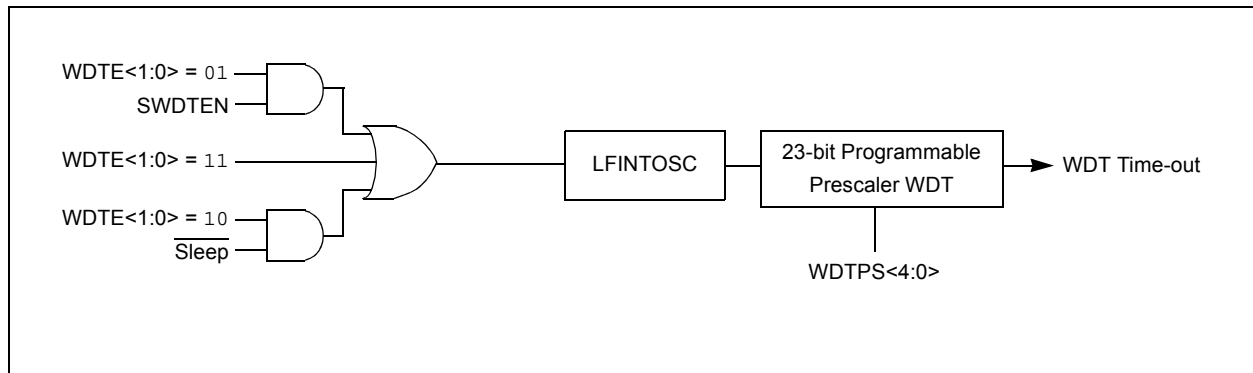 WDTE<1:0> = 01
SWDTEN
WDTE<1:0> = 11
WDTE<1:0> = 10
Sleep
LFINTOSC
23-bit Programmable
Prescaler WDT
WDT Time-out
WDTPS<4:0>